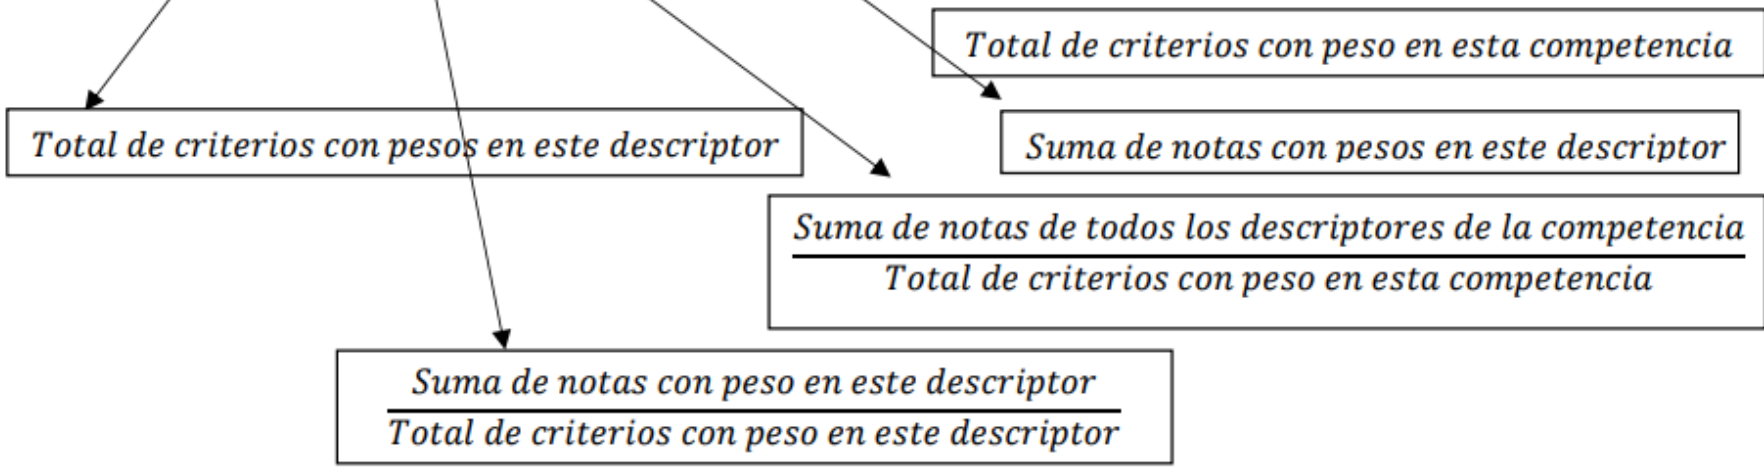 Total de criterios con peso en esta competencia
Total de criterios con pesos en este descriptor
Suma de notas con pesos en este descriptor
Suma de notas de todos los descriptores de la competencia
Total de criterios con peso en esta competencia
Suma de notas con peso en este descriptor
Total de criterios con peso en este descriptor